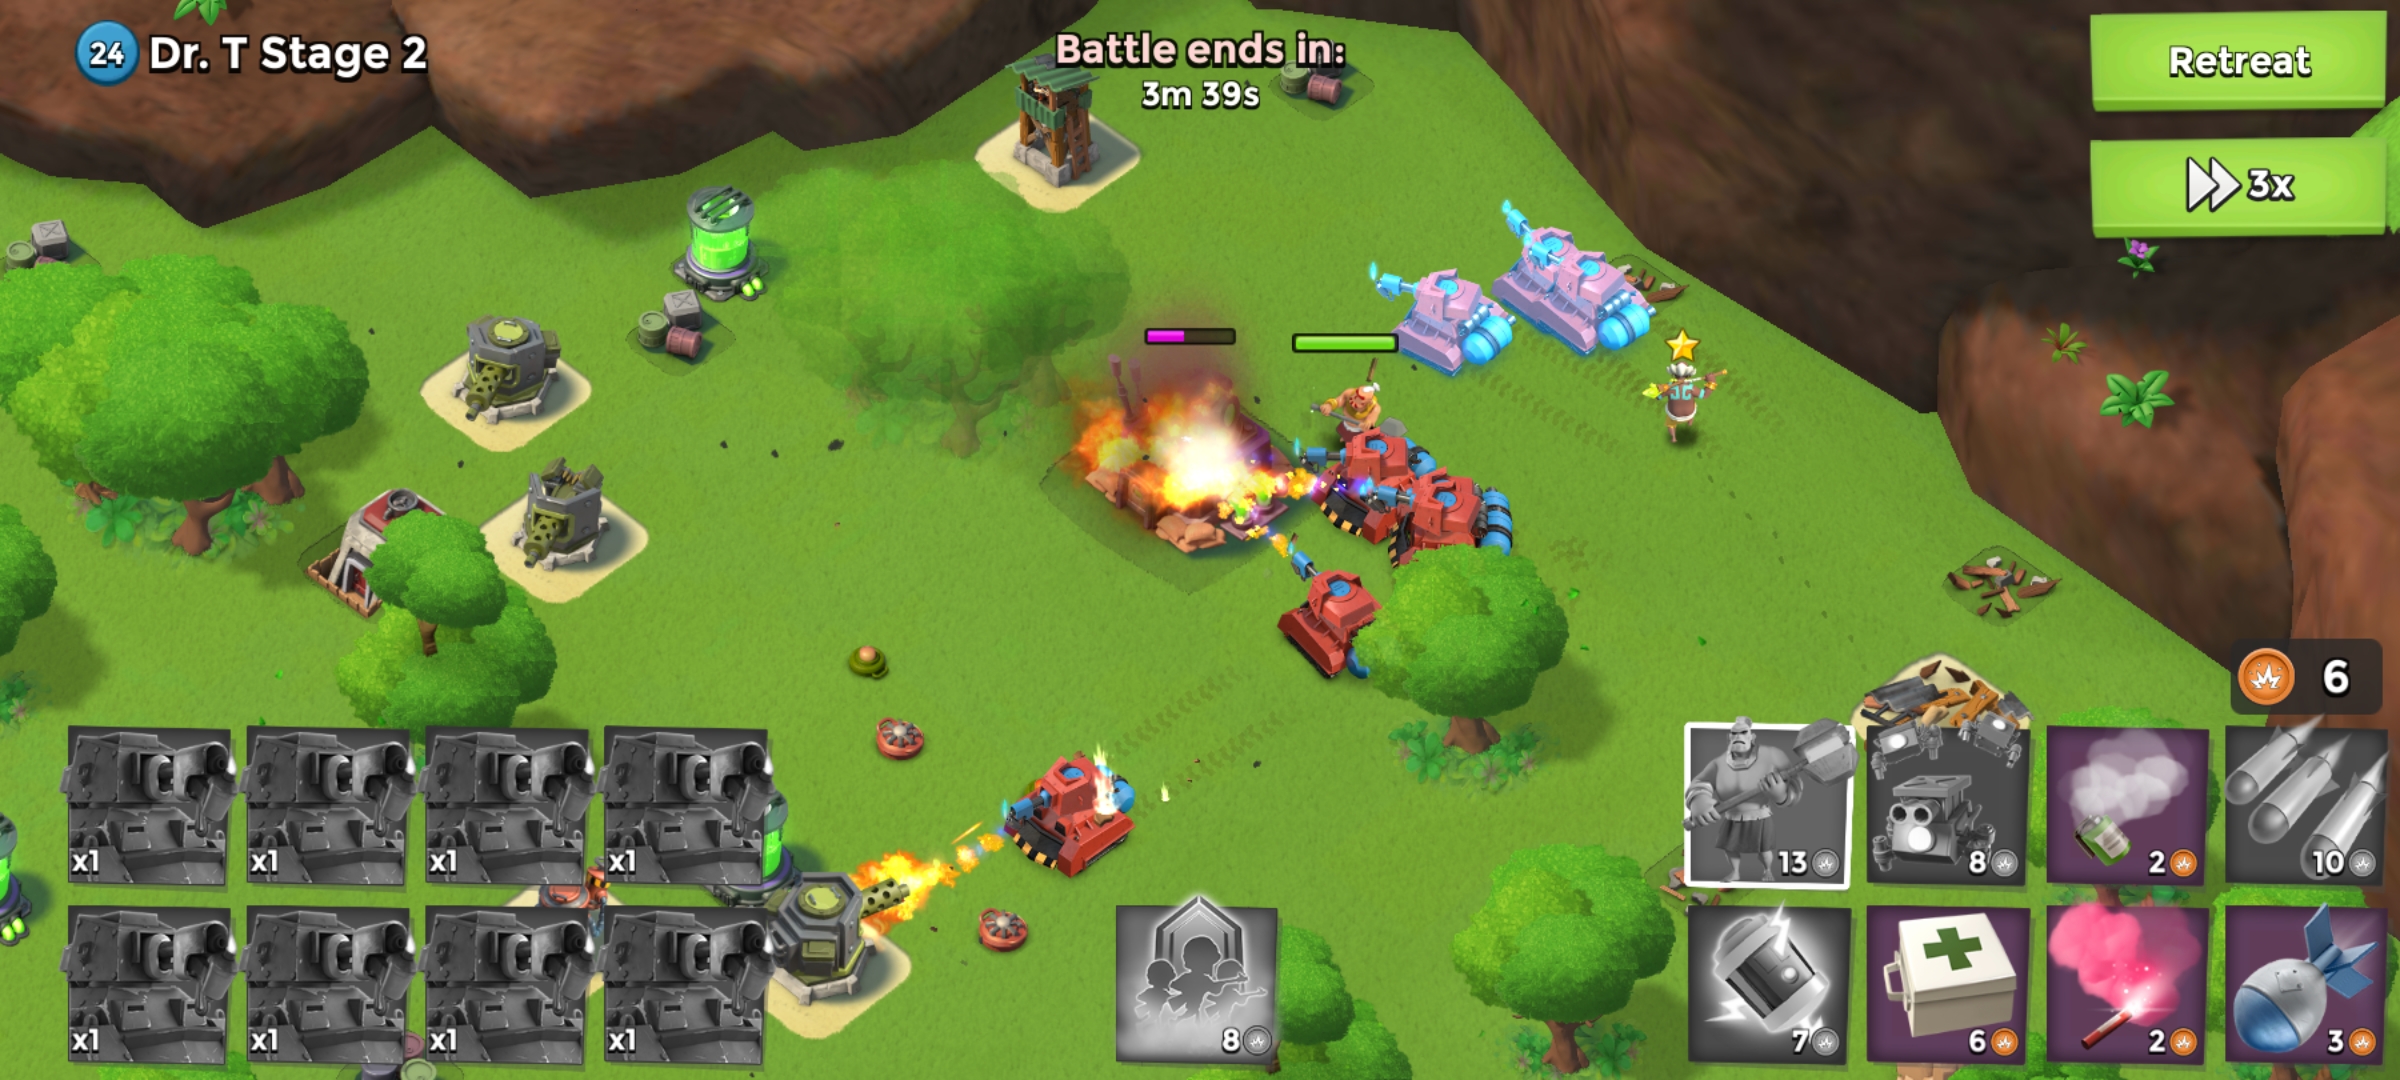 24 Dr. T Stage 2
Battle ends in:
3m 39s
Retreat
3x
6
x1 x1 x1 x1
13 8 2 10
x1 x1 x1 x1
8
7 6 2 3